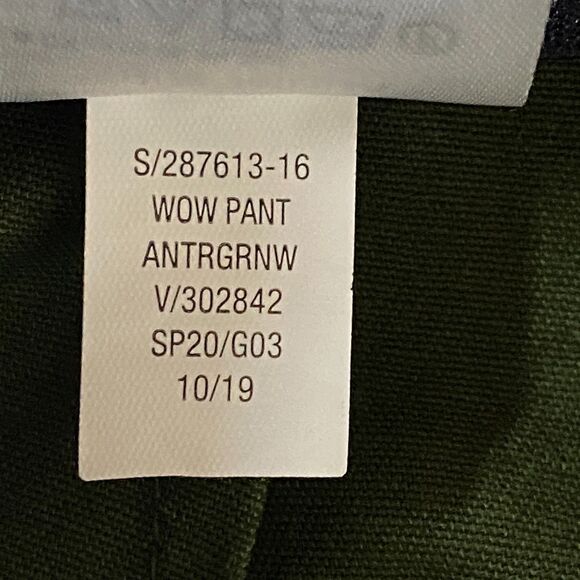 S/287613-16
WOW PANT
ANTRGRNW
V/302842
SP20/G03
10/19